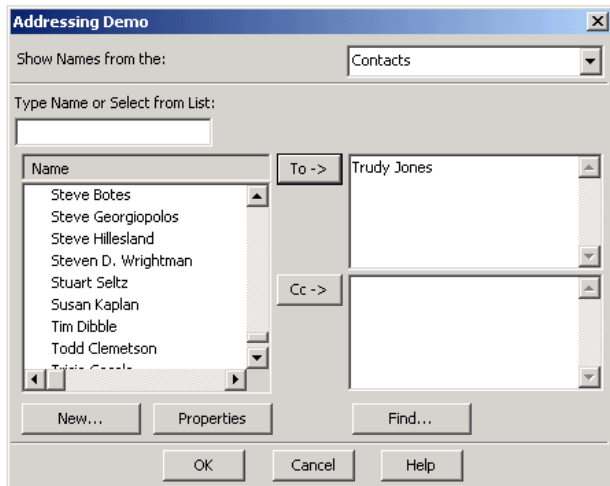 Addressing Demo
Show Names from the:
Contacts
Type Name or Select from List:
Name
Steve Botes
Steve Georgiopolos
Steve Hillesland
Steven D. Wrightman
Stuart Seltz
Susan Kaplan
Tim Dibble
Todd Clemetson
To ->
Trudy Jones
Cc ->
New...
Properties
Find...
OK
Cancel
Help